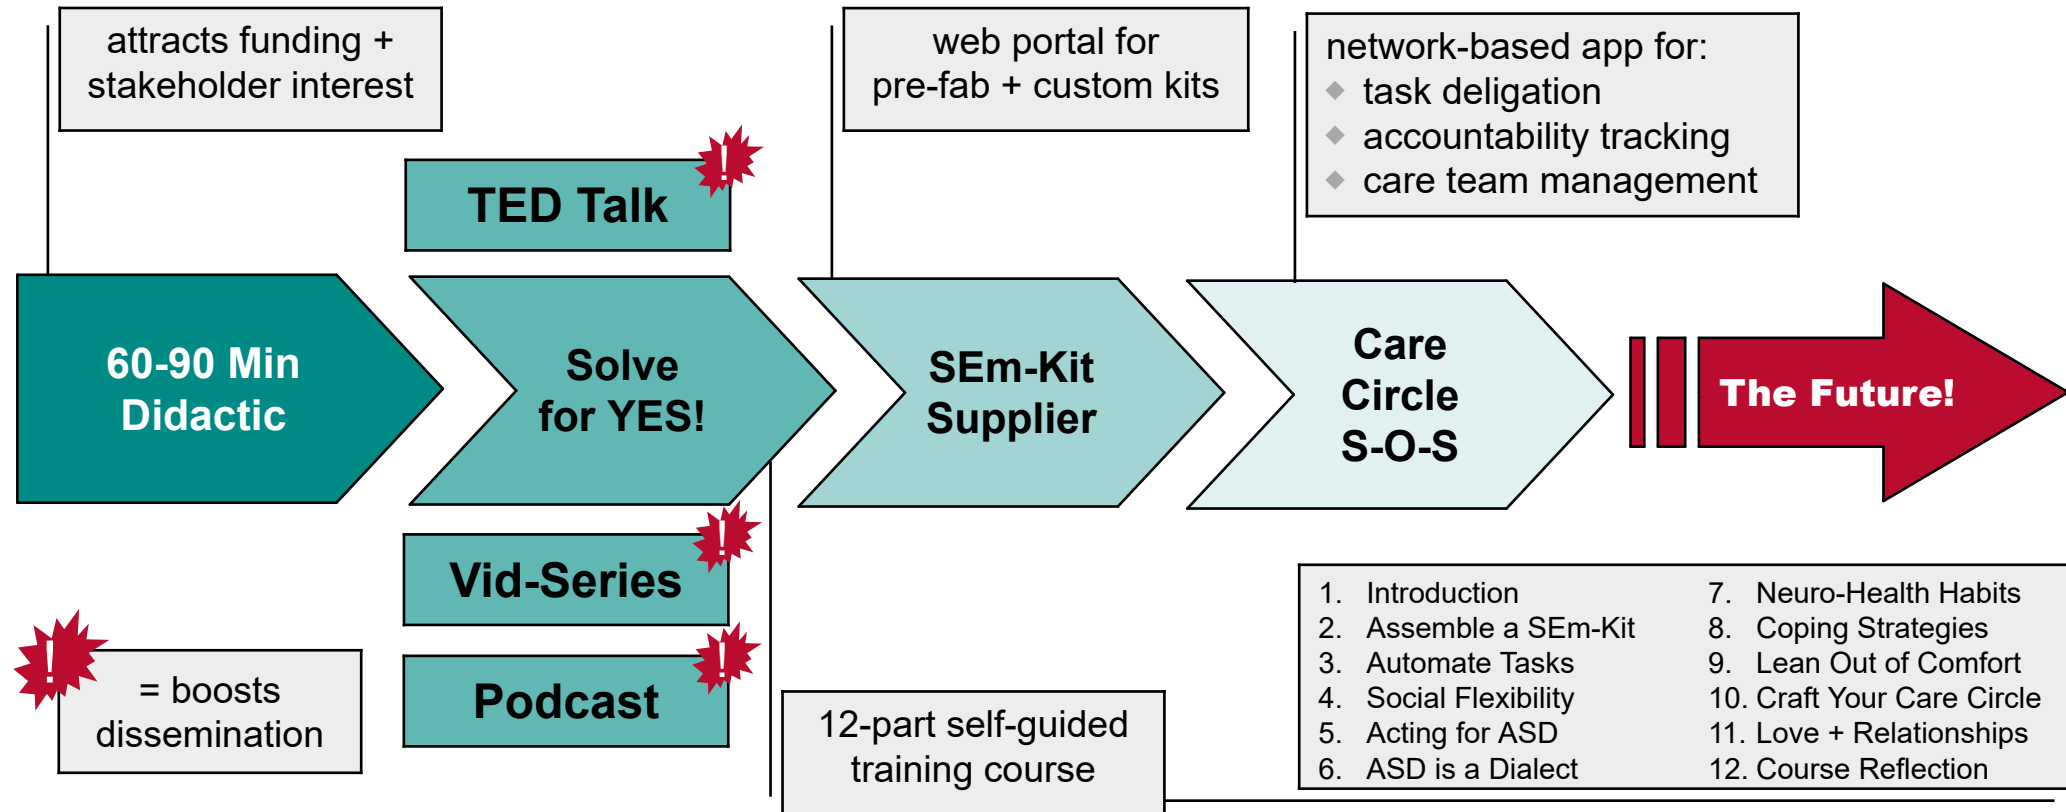 attracts funding +
stakeholder interest
web portal for
pre-fab + custom kits
network-based app for:
task deligation
accountability tracking
care team management
!
TED Talk
60-90 Min
Didactic
Solve
for YES!
SEm-Kit
Supplier
Care
Circle
S-O-S
The Future!
!
Vid-Series
!
Podcast
!
= boosts
dissemination
12-part self-guided
training course
1. Introduction
2. Assemble a SEm-Kit
3. Automate Tasks
4. Social Flexibility
5. Acting for ASD
6. ASD is a Dialect
7. Neuro-Health Habits
8. Coping Strategies
9. Lean Out of Comfort
10. Craft Your Care Circle
11. Love + Relationships
12. Course Reflection